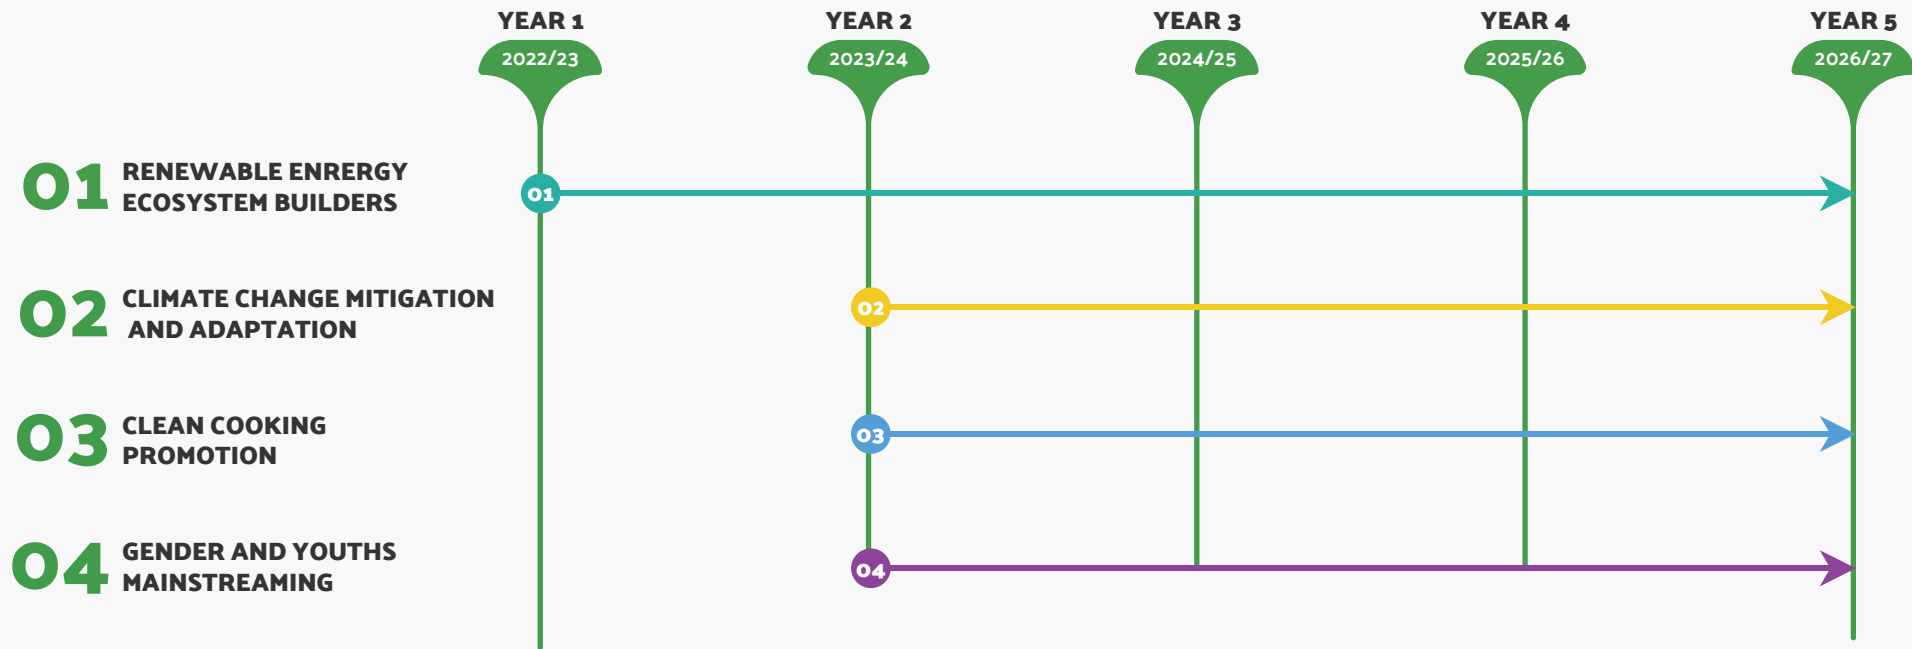 YEAR 1
YEAR 2
YEAR 3
YEAR 4
YEAR 5
2022/23
2023/24
2024/25
2025/26
2026/27
01
RENEWABLE ENRERGY
ECOSYSTEM BUILDERS
01
02
CLIMATE CHANGE MITIGATION
AND ADAPTATION
02
03
CLEAN COOKING
PROMOTION
03
04
GENDER AND YOUTHS
MAINSTREAMING
04